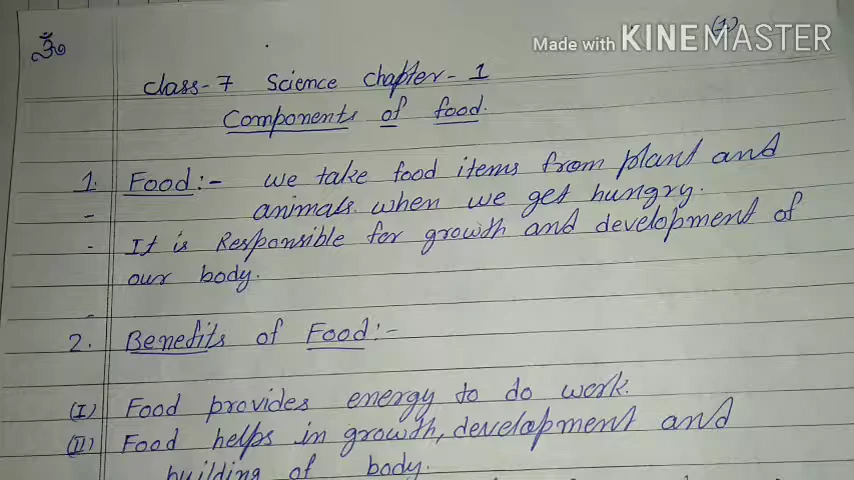 ॐ
(1)
Made with KINEMASTER
Class-7 Science Chapter-1
Components of food.
1. Food:- we take food items from plant and
- animals when we get hungry.
- It is Responsible for growth and development of
our body.
-
2. Benefits of Food:-
(I) Food provides energy to do work.
(II) Food helps in growth, development and
building of body.